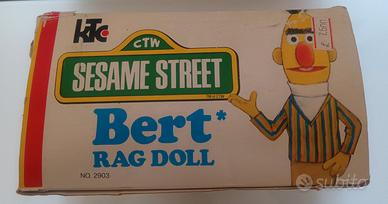 KTC
CTW
SESAME STREET
Bert*
RAG DOLL
NO. 2903
subito